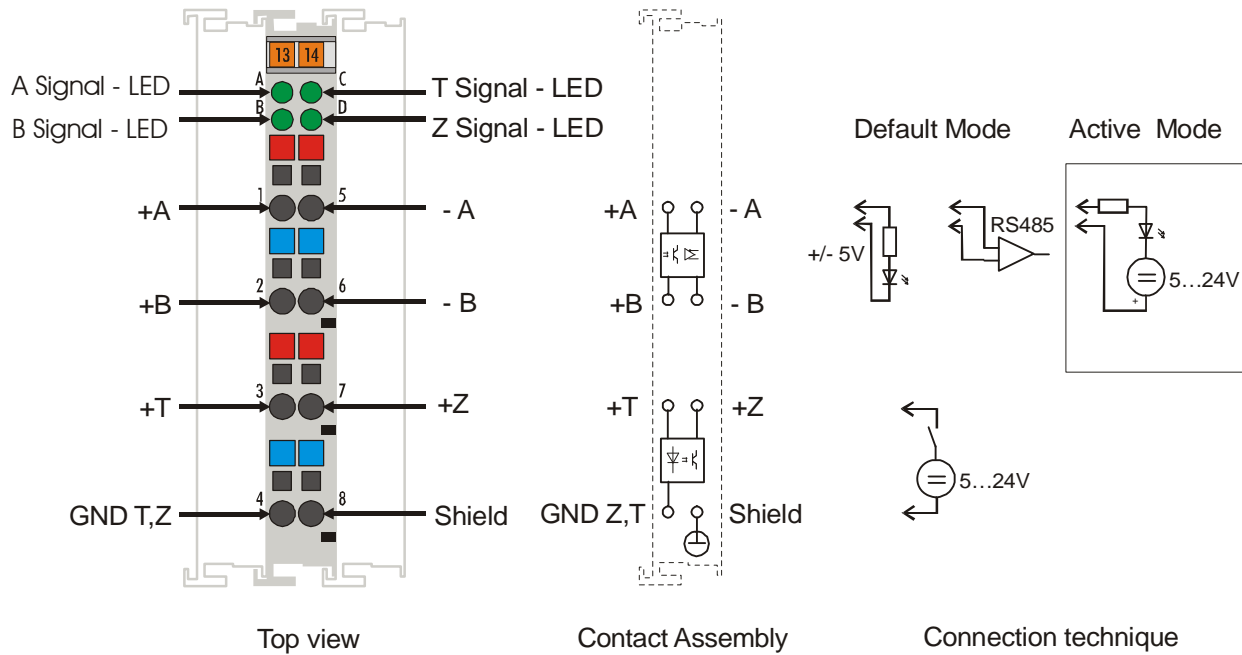 13 14
A C
A Signal - LED
T Signal - LED
B D
B Signal - LED
Z Signal - LED
1 5
+A
- A
2 6
+B
- B
3 7
+T
+Z
4 8
GND T,Z
Shield
Top view
+A
- A
+B
- B
+T
+Z
GND Z,T
Shield
Contact Assembly
Default Mode
Active Mode
+/- 5V
RS485
5...24V
+
5...24V
Connection technique